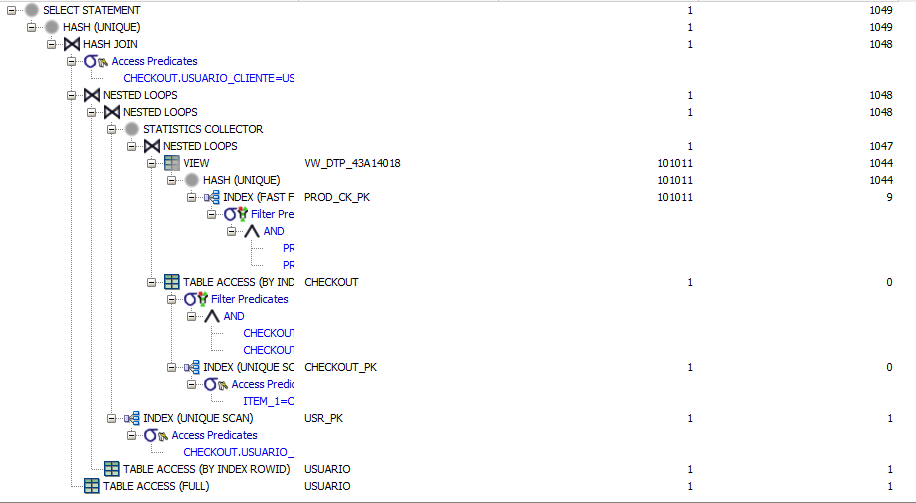 SELECT STATEMENT 1 1049
HASH (UNIQUE) 1 1049
HASH JOIN 1 1048
Access Predicates
CHECKOUT.USUARIO_CLIENTE=US
NESTED LOOPS 1 1048
NESTED LOOPS 1 1048
STATISTICS COLLECTOR
NESTED LOOPS 1 1047
VIEW VW_DTP_43A14018 101011 1044
HASH (UNIQUE) 101011 1044
INDEX (FAST F PROD_CK_PK 101011 9
Filter Pre
AND
PR
PR
TABLE ACCESS (BY IND CHECKOUT 1 0
Filter Predicates
AND
CHECKOUT
CHECKOUT
INDEX (UNIQUE SC CHECKOUT_PK 1 0
Access Predic
ITEM_1=C
INDEX (UNIQUE SCAN) USR_PK 1 1
Access Predicates
CHECKOUT.USUARIO_
TABLE ACCESS (BY INDEX ROWID) USUARIO 1 1
TABLE ACCESS (FULL) USUARIO 1 1